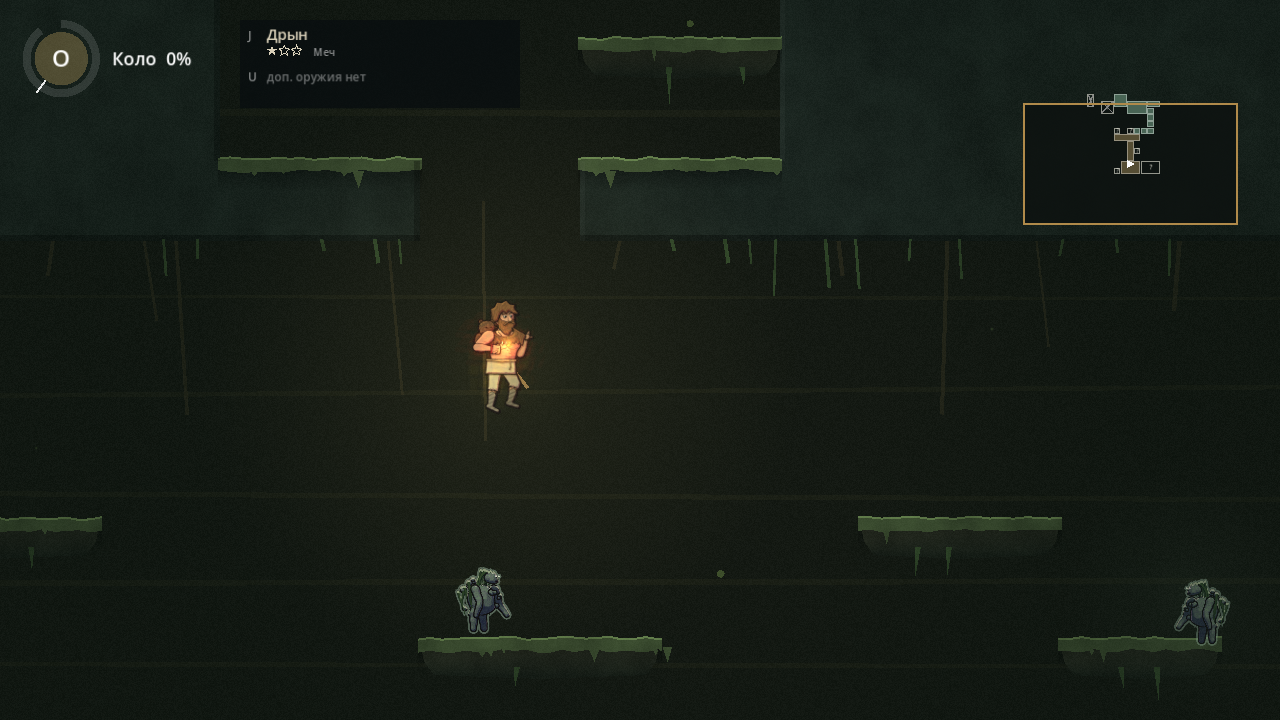 О
Коло 0%
J Дрын
Меч
U доп. оружия нет
?